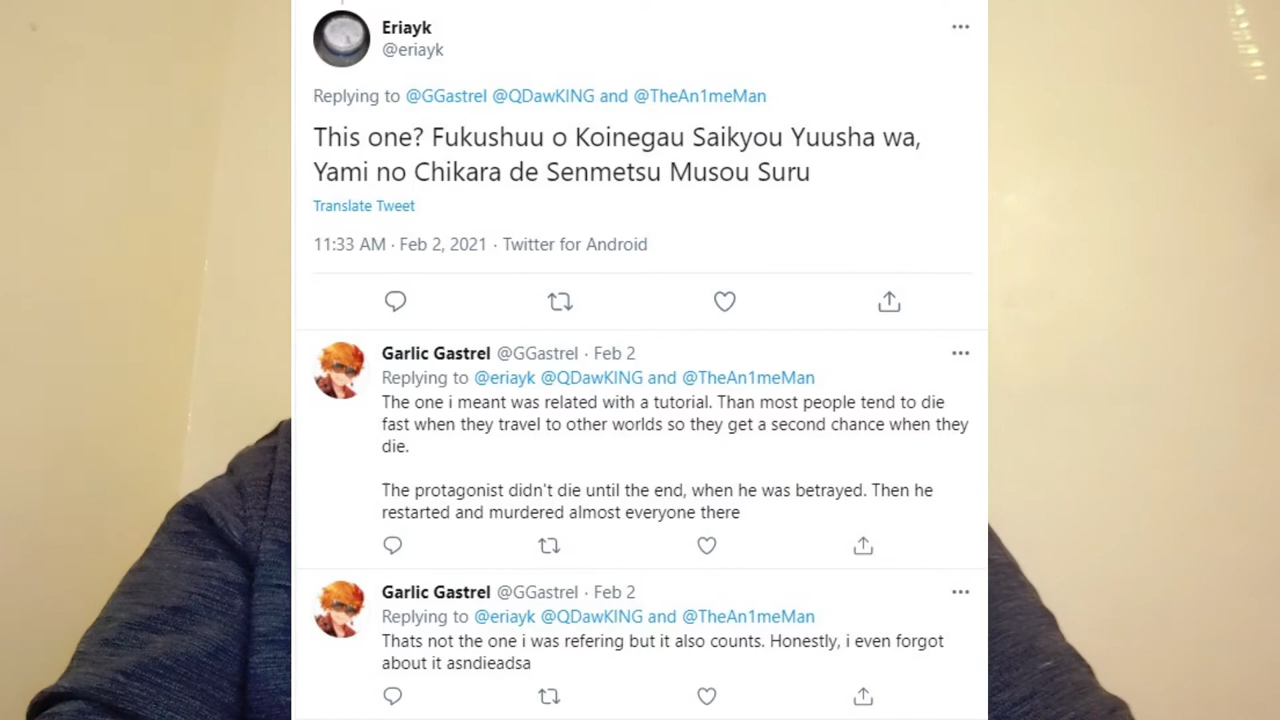 Eriayk
@eriayk
Replying to @GGastrel @QDawKING and @TheAn1meMan
This one? Fukushuu o Koinegau Saikyou Yuusha wa,
Yami no Chikara de Senmetsu Musou Suru
Translate Tweet
11:33 AM · Feb 2, 2021 · Twitter for Android
Garlic Gastrel @GGastrel · Feb 2
Replying to @eriayk @QDawKING and @TheAn1meMan
The one i meant was related with a tutorial. Than most people tend to die
fast when they travel to other worlds so they get a second chance when they
die.
The protagonist didn't die until the end, when he was betrayed. Then he
restarted and murdered almost everyone there
Garlic Gastrel @GGastrel · Feb 2
Replying to @eriayk @QDawKING and @TheAn1meMan
Thats not the one i was refering but it also counts. Honestly, i even forgot
about it asndieadsa